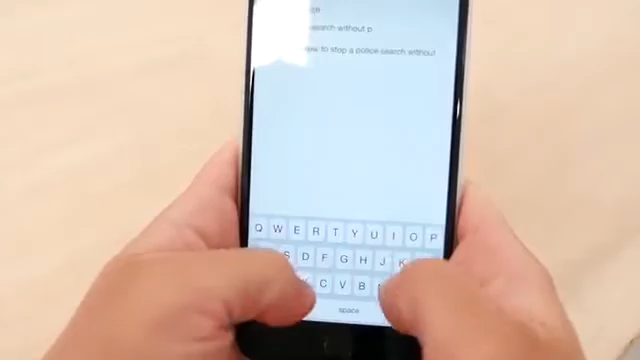 search without p
to stop a police search without
Q W E R T Y U I O P
S D F G H J K
C V B
space